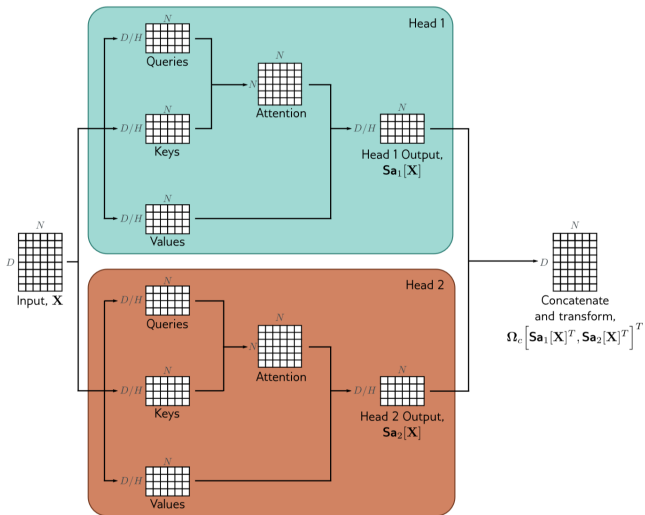 Head 1
N
D/H
Queries
N
N
Attention
N
D/H
Keys
N
D/H
Head 1 Output,
Sa₁[X]
N
D/H
Values
N
D
Input, X
N
D
Concatenate
and transform,
Ω_c[Sa₁[X]ᵀ, Sa₂[X]ᵀ]ᵀ
Head 2
N
D/H
Queries
N
N
Attention
N
D/H
Keys
N
D/H
Head 2 Output,
Sa₂[X]
N
D/H
Values